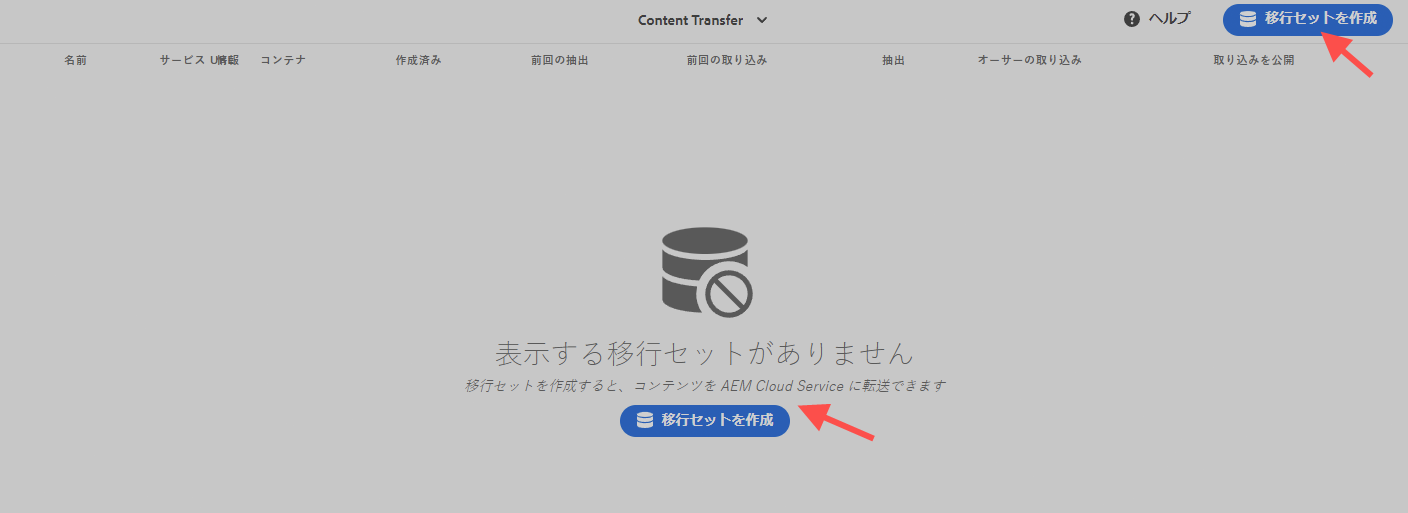 Content Transfer
ヘルプ
移行セットを作成
名前 サービス 情報 コンテナ 作成済み 前回の抽出 前回の取り込み 抽出 オーサーの取り込み 取り込みを公開
表示する移行セットがありません
移行セットを作成すると、コンテンツを AEM Cloud Service に転送できます
移行セットを作成